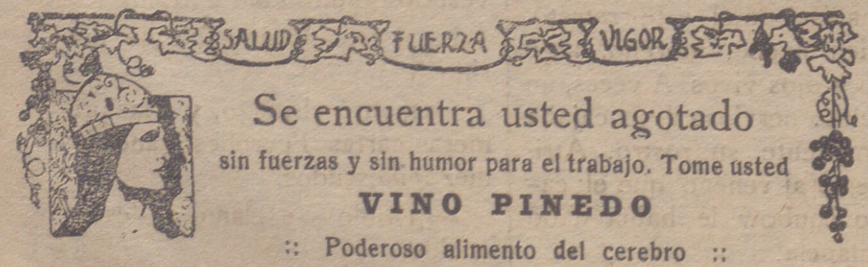 SALUD FUERZA VIGOR
Se encuentra usted agotado
sin fuerzas y sin humor para el trabajo. Tome usted
VINO PINEDO
:: Poderoso alimento del cerebro ::